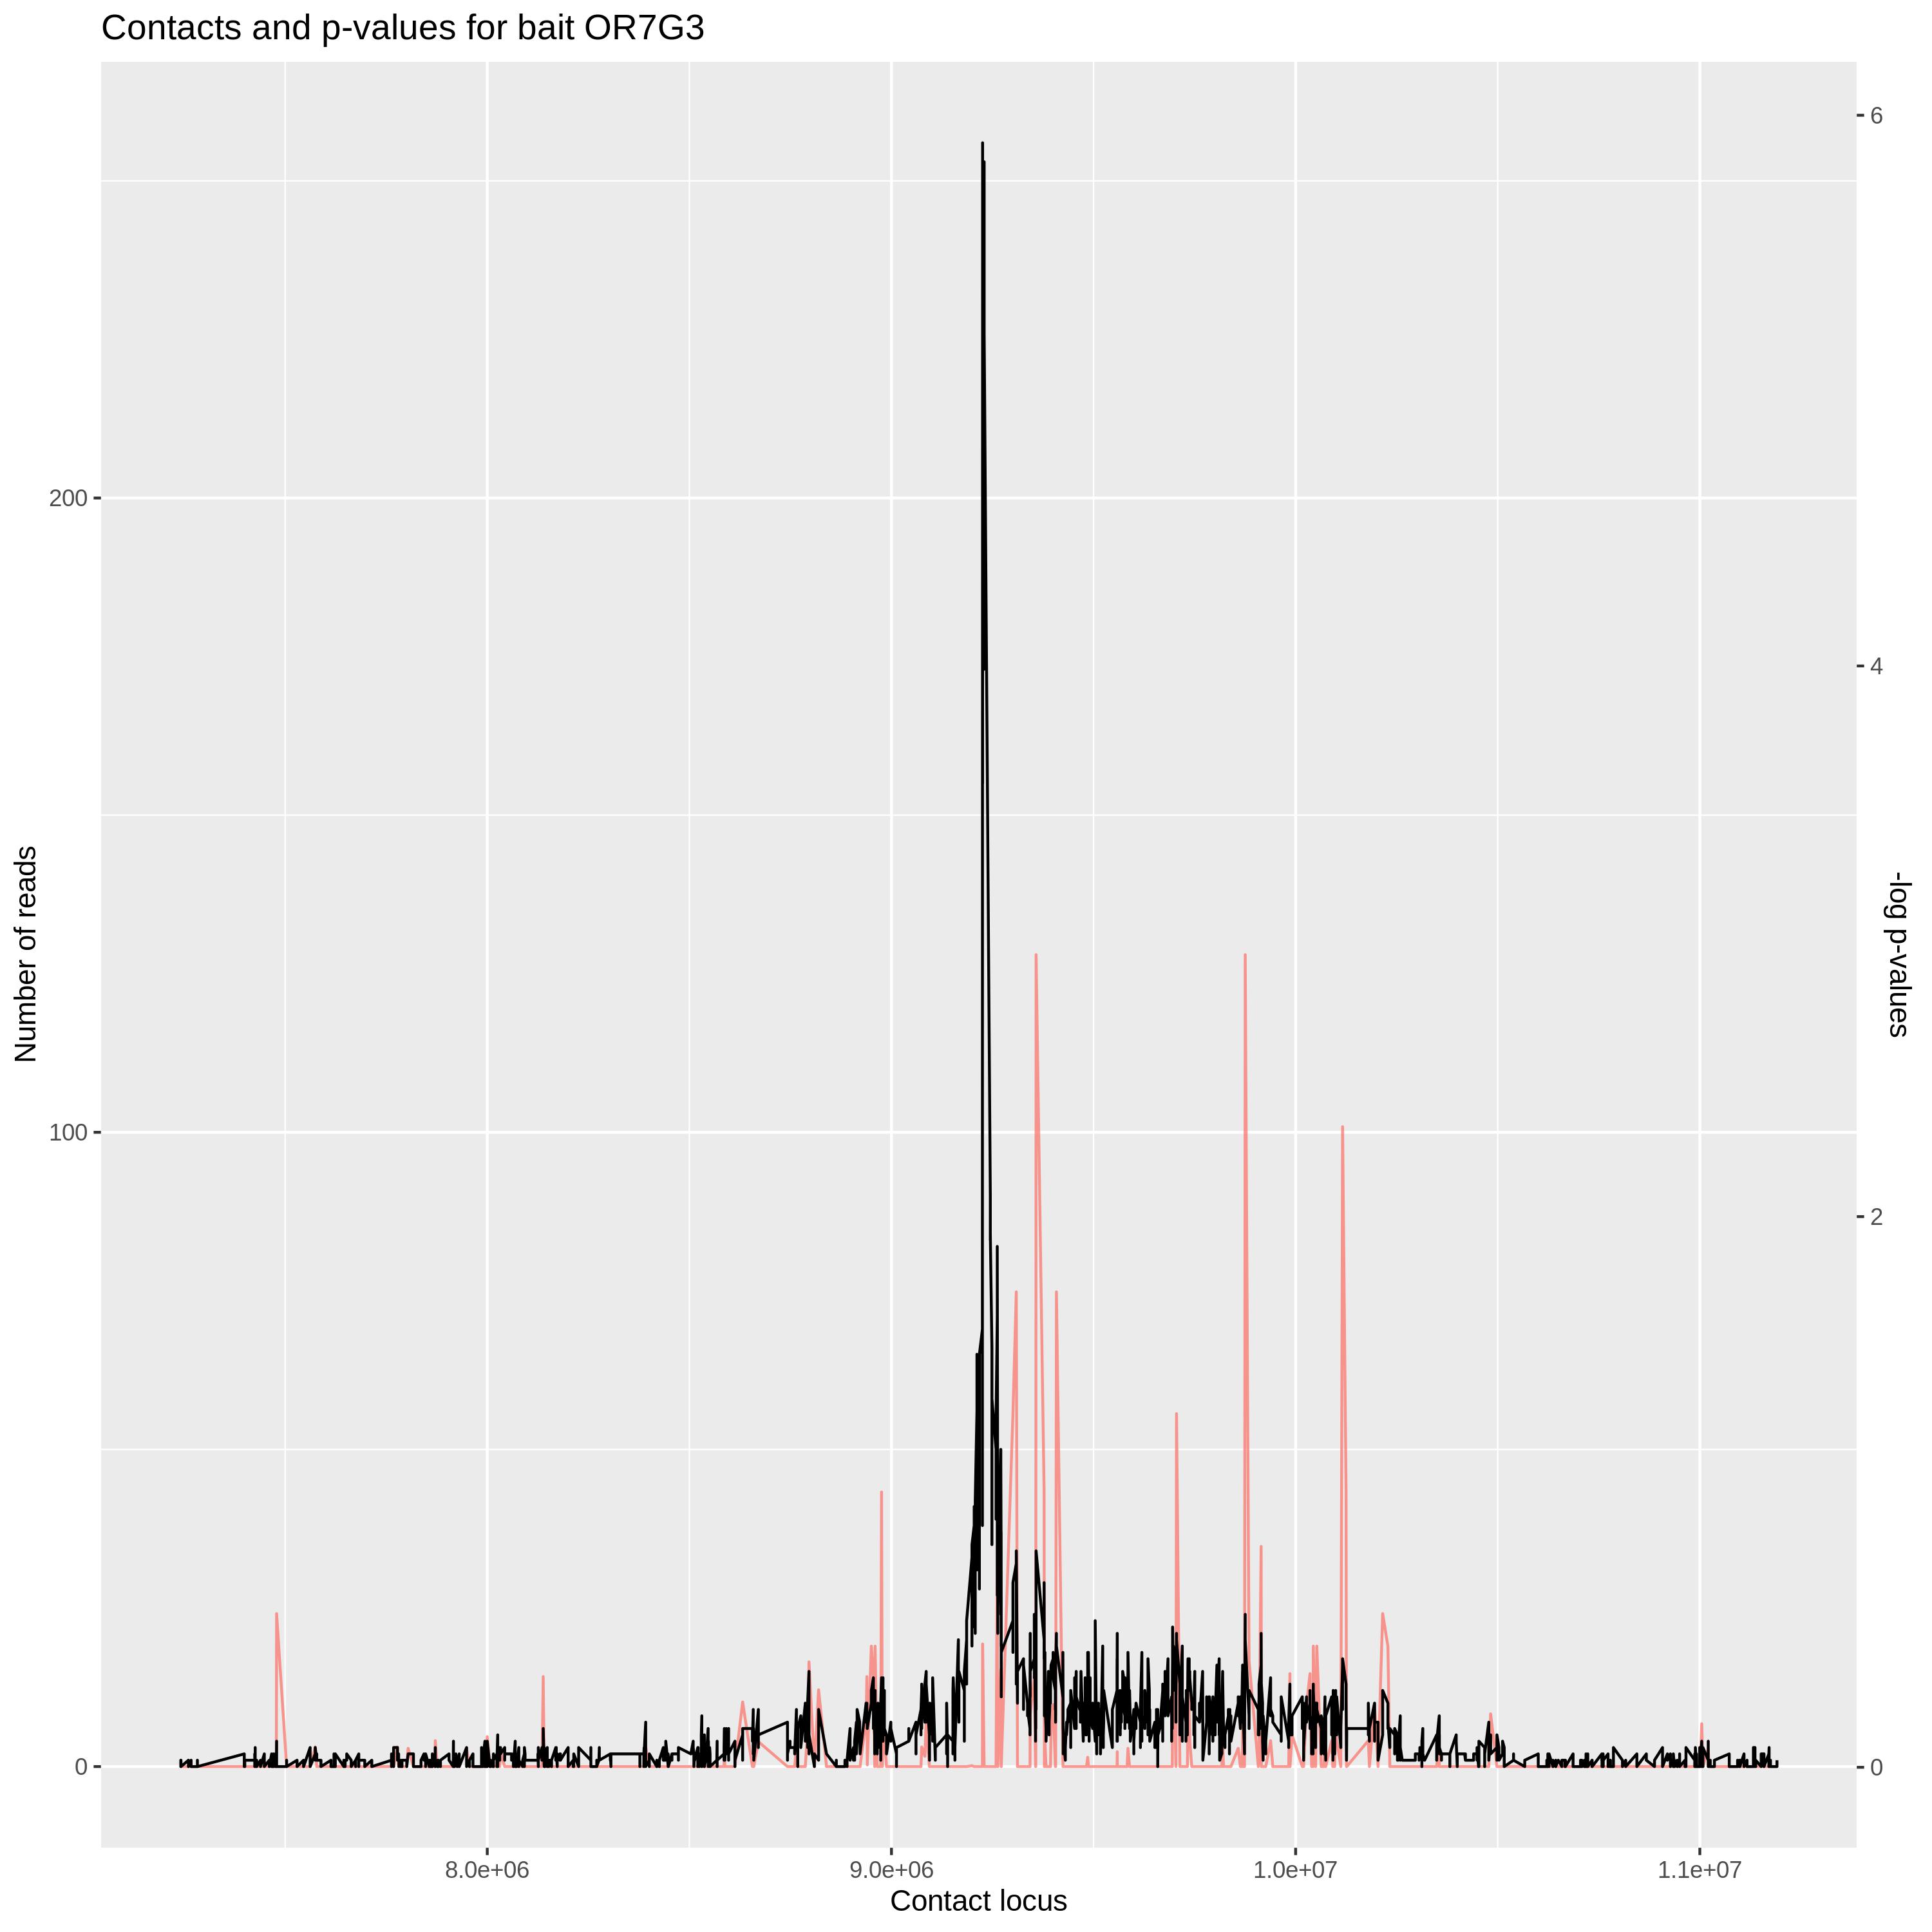 Contacts and p-values for bait OR7G3
6
200
4
Number of reads
-log p-values
2
100
0
0
8.0e+06
9.0e+06
1.0e+07
1.1e+07
Contact locus